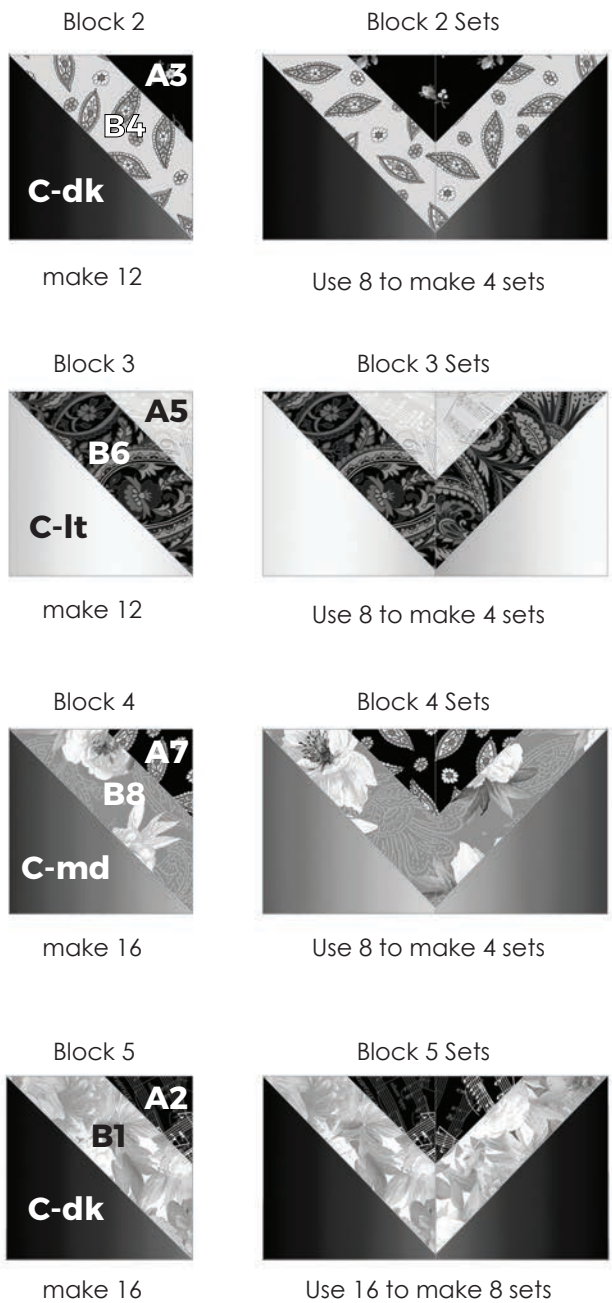 Block 2
Block 2 Sets
A3
B4
C-dk
make 12
Use 8 to make 4 sets
Block 3
Block 3 Sets
A5
B6
C-lt
make 12
Use 8 to make 4 sets
Block 4
Block 4 Sets
A7
B8
C-md
make 16
Use 8 to make 4 sets
Block 5
Block 5 Sets
A2
B1
C-dk
make 16
Use 16 to make 8 sets